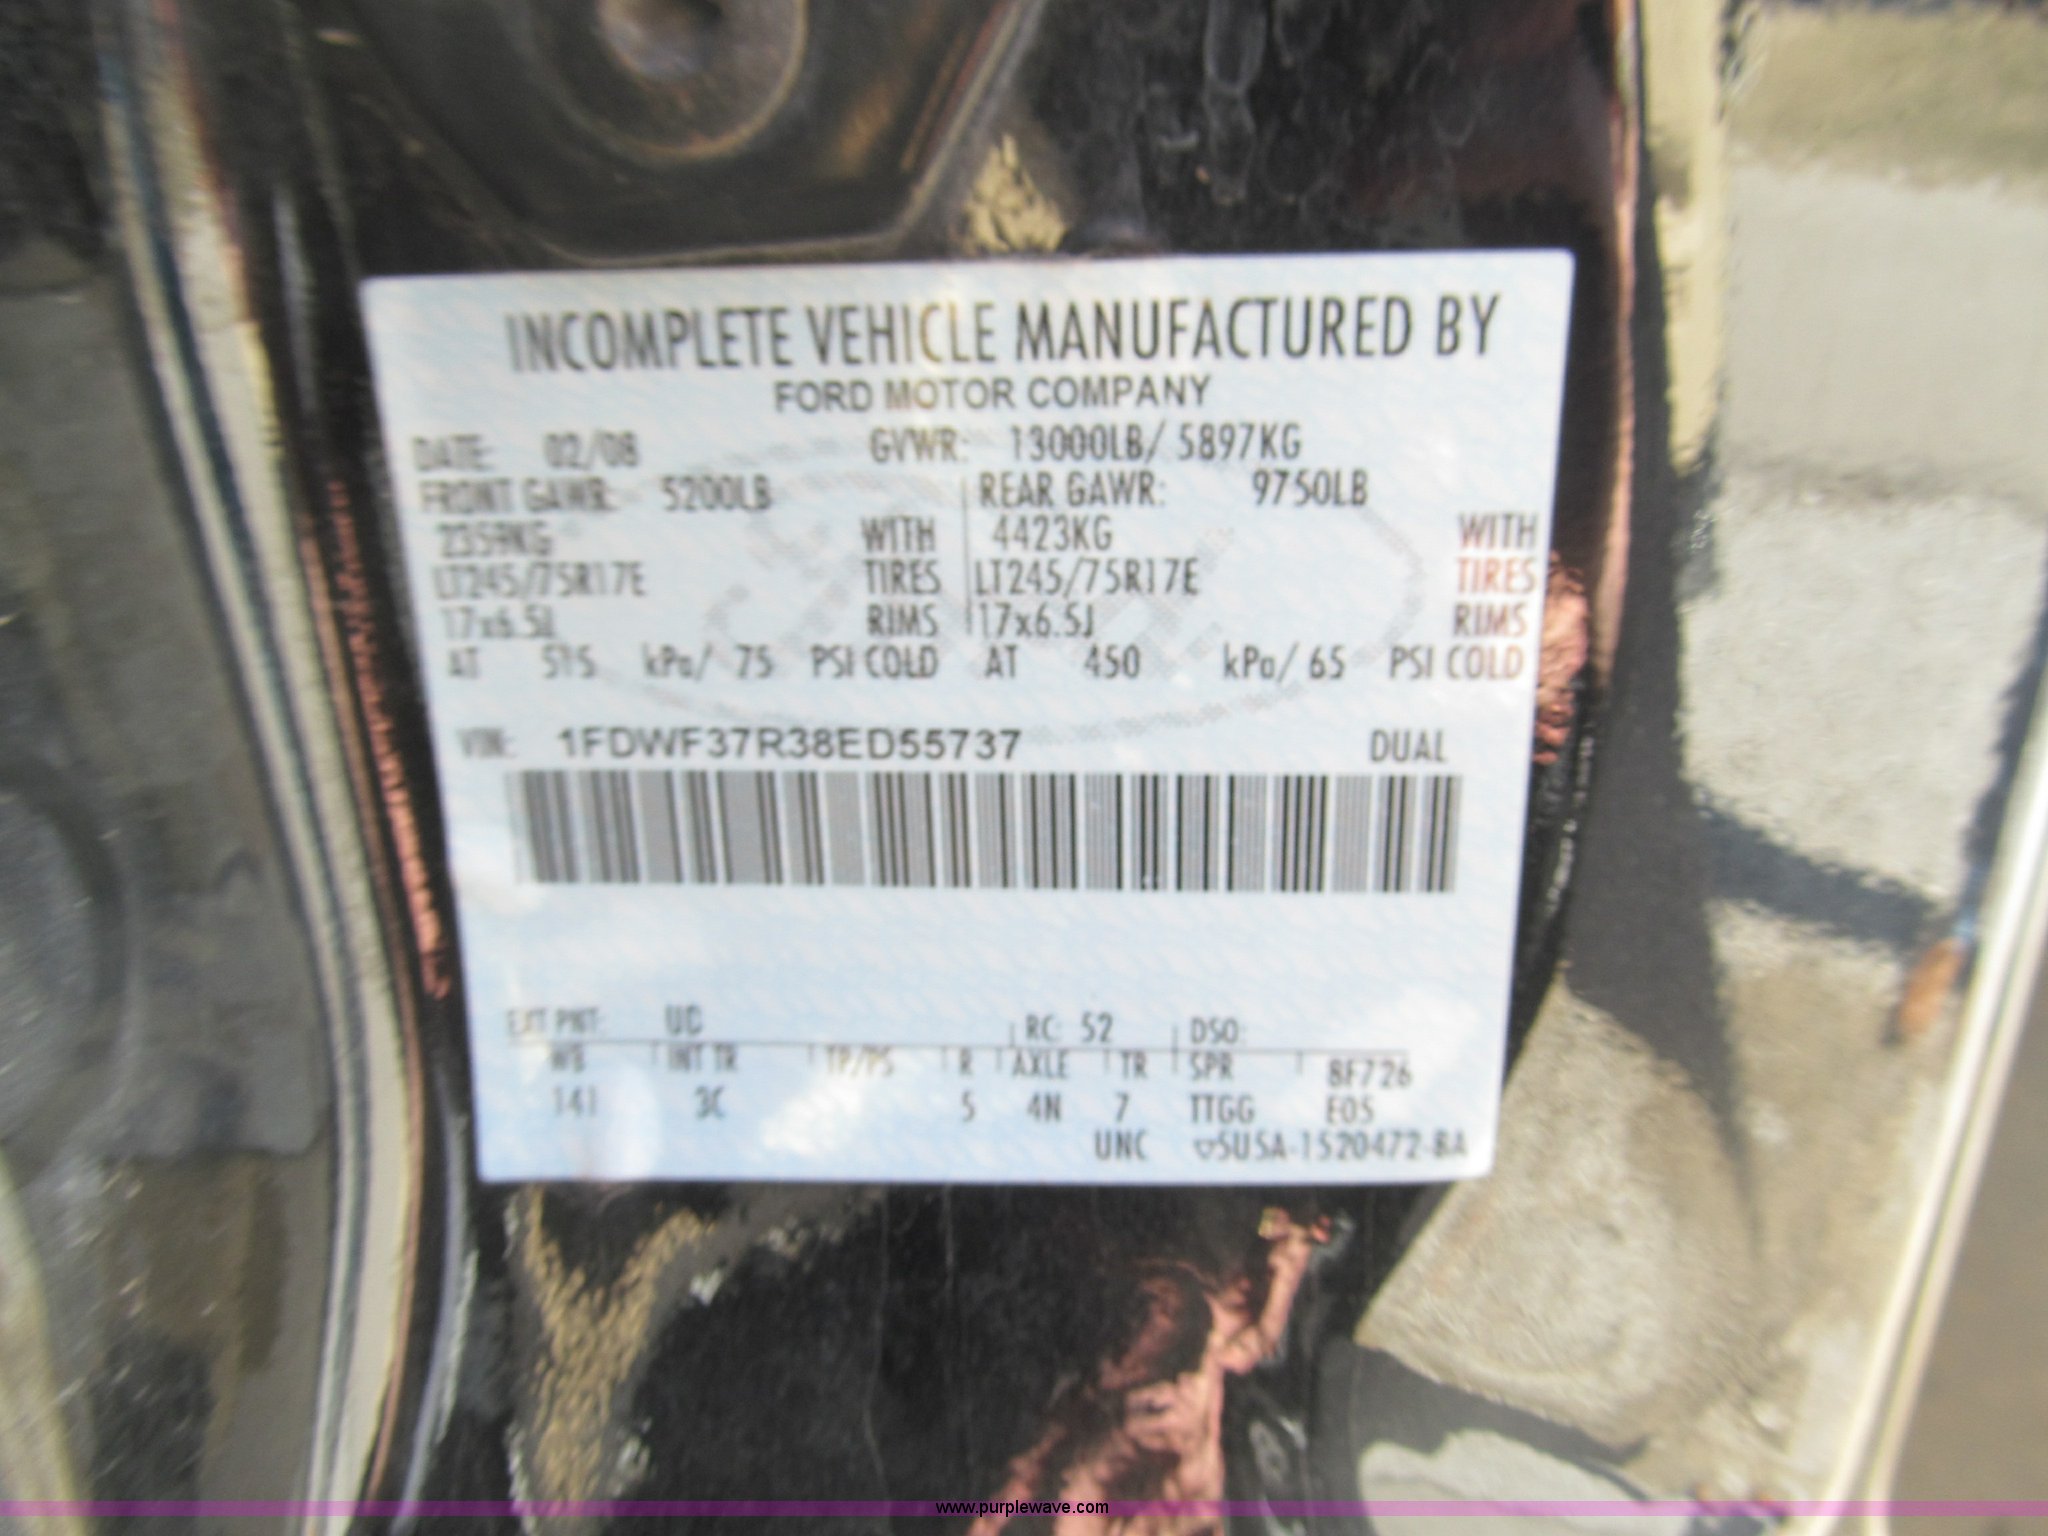 INCOMPLETE VEHICLE MANUFACTURED BY
FORD MOTOR COMPANY
DATE: 02/08 GVWR: 13000LB/ 5897KG
FRONT GAWR: 5200LB REAR GAWR: 9750LB
2359KG WITH 4423KG WITH
LT245/75R17E TIRES LT245/75R17E TIRES
17x6.5J RIMS 17x6.5J RIMS
AT 515 kPa/ 75 PSI COLD AT 450 kPa/ 65 PSI COLD
VIN: 1FDWF37R38ED55737 DUAL
EXT PNT: RC: 52 DSO:
WB INT TR TP/PS R AXLE TR SPR 8F726
141 3C 5 4N 7 TTGG E05
UNC ▽5U5A-1520472-BA
www.purplewave.com